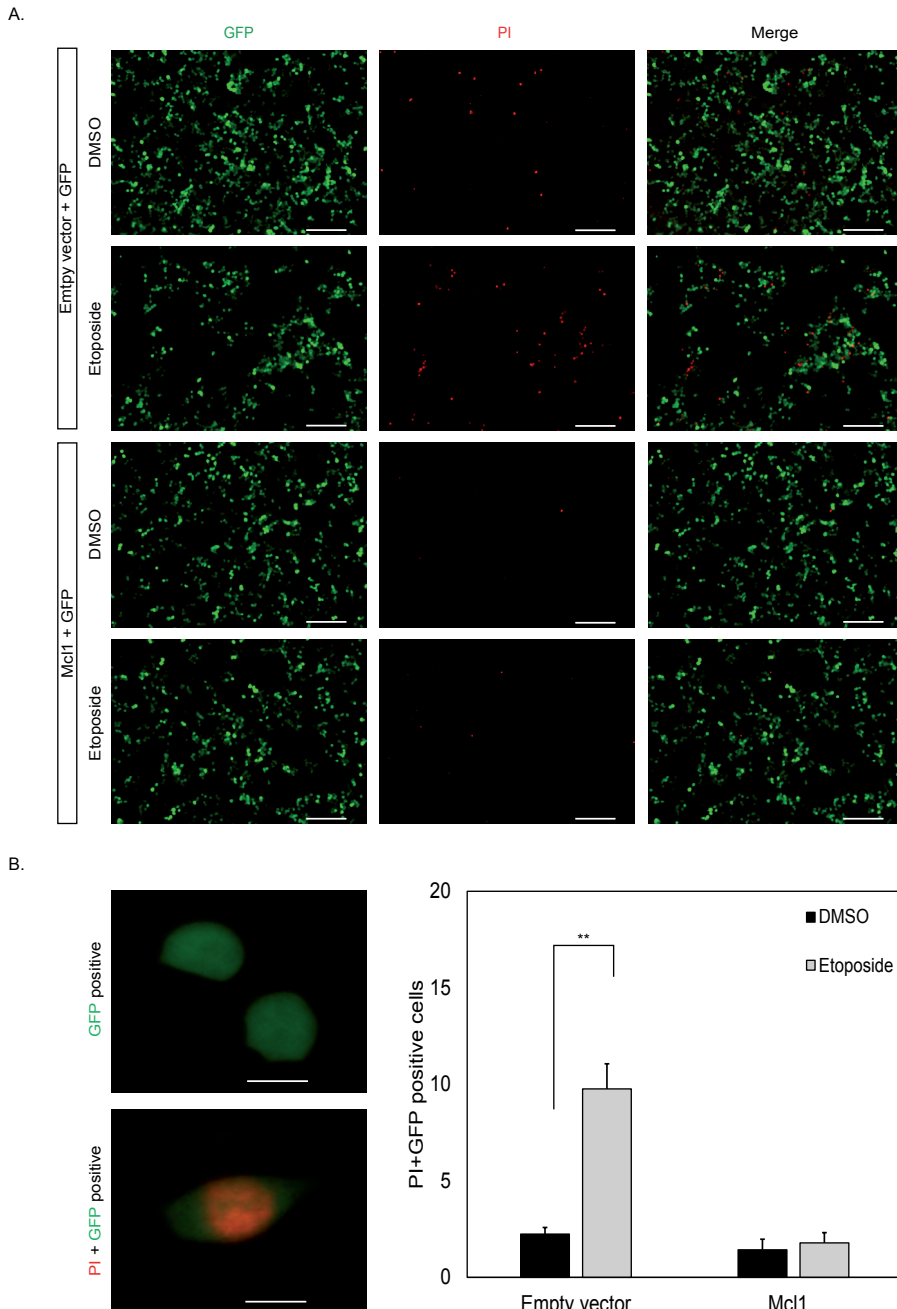 A.
GFP PI Merge
Emtpy vector + GFP
DMSO
Etoposide
Mcl1 + GFP
DMSO
Etoposide
B.
GFP positive
PI + GFP positive
PI+GFP positive cells
20
15
10
5
0
**
DMSO
Etoposide
Empty vector Mcl1